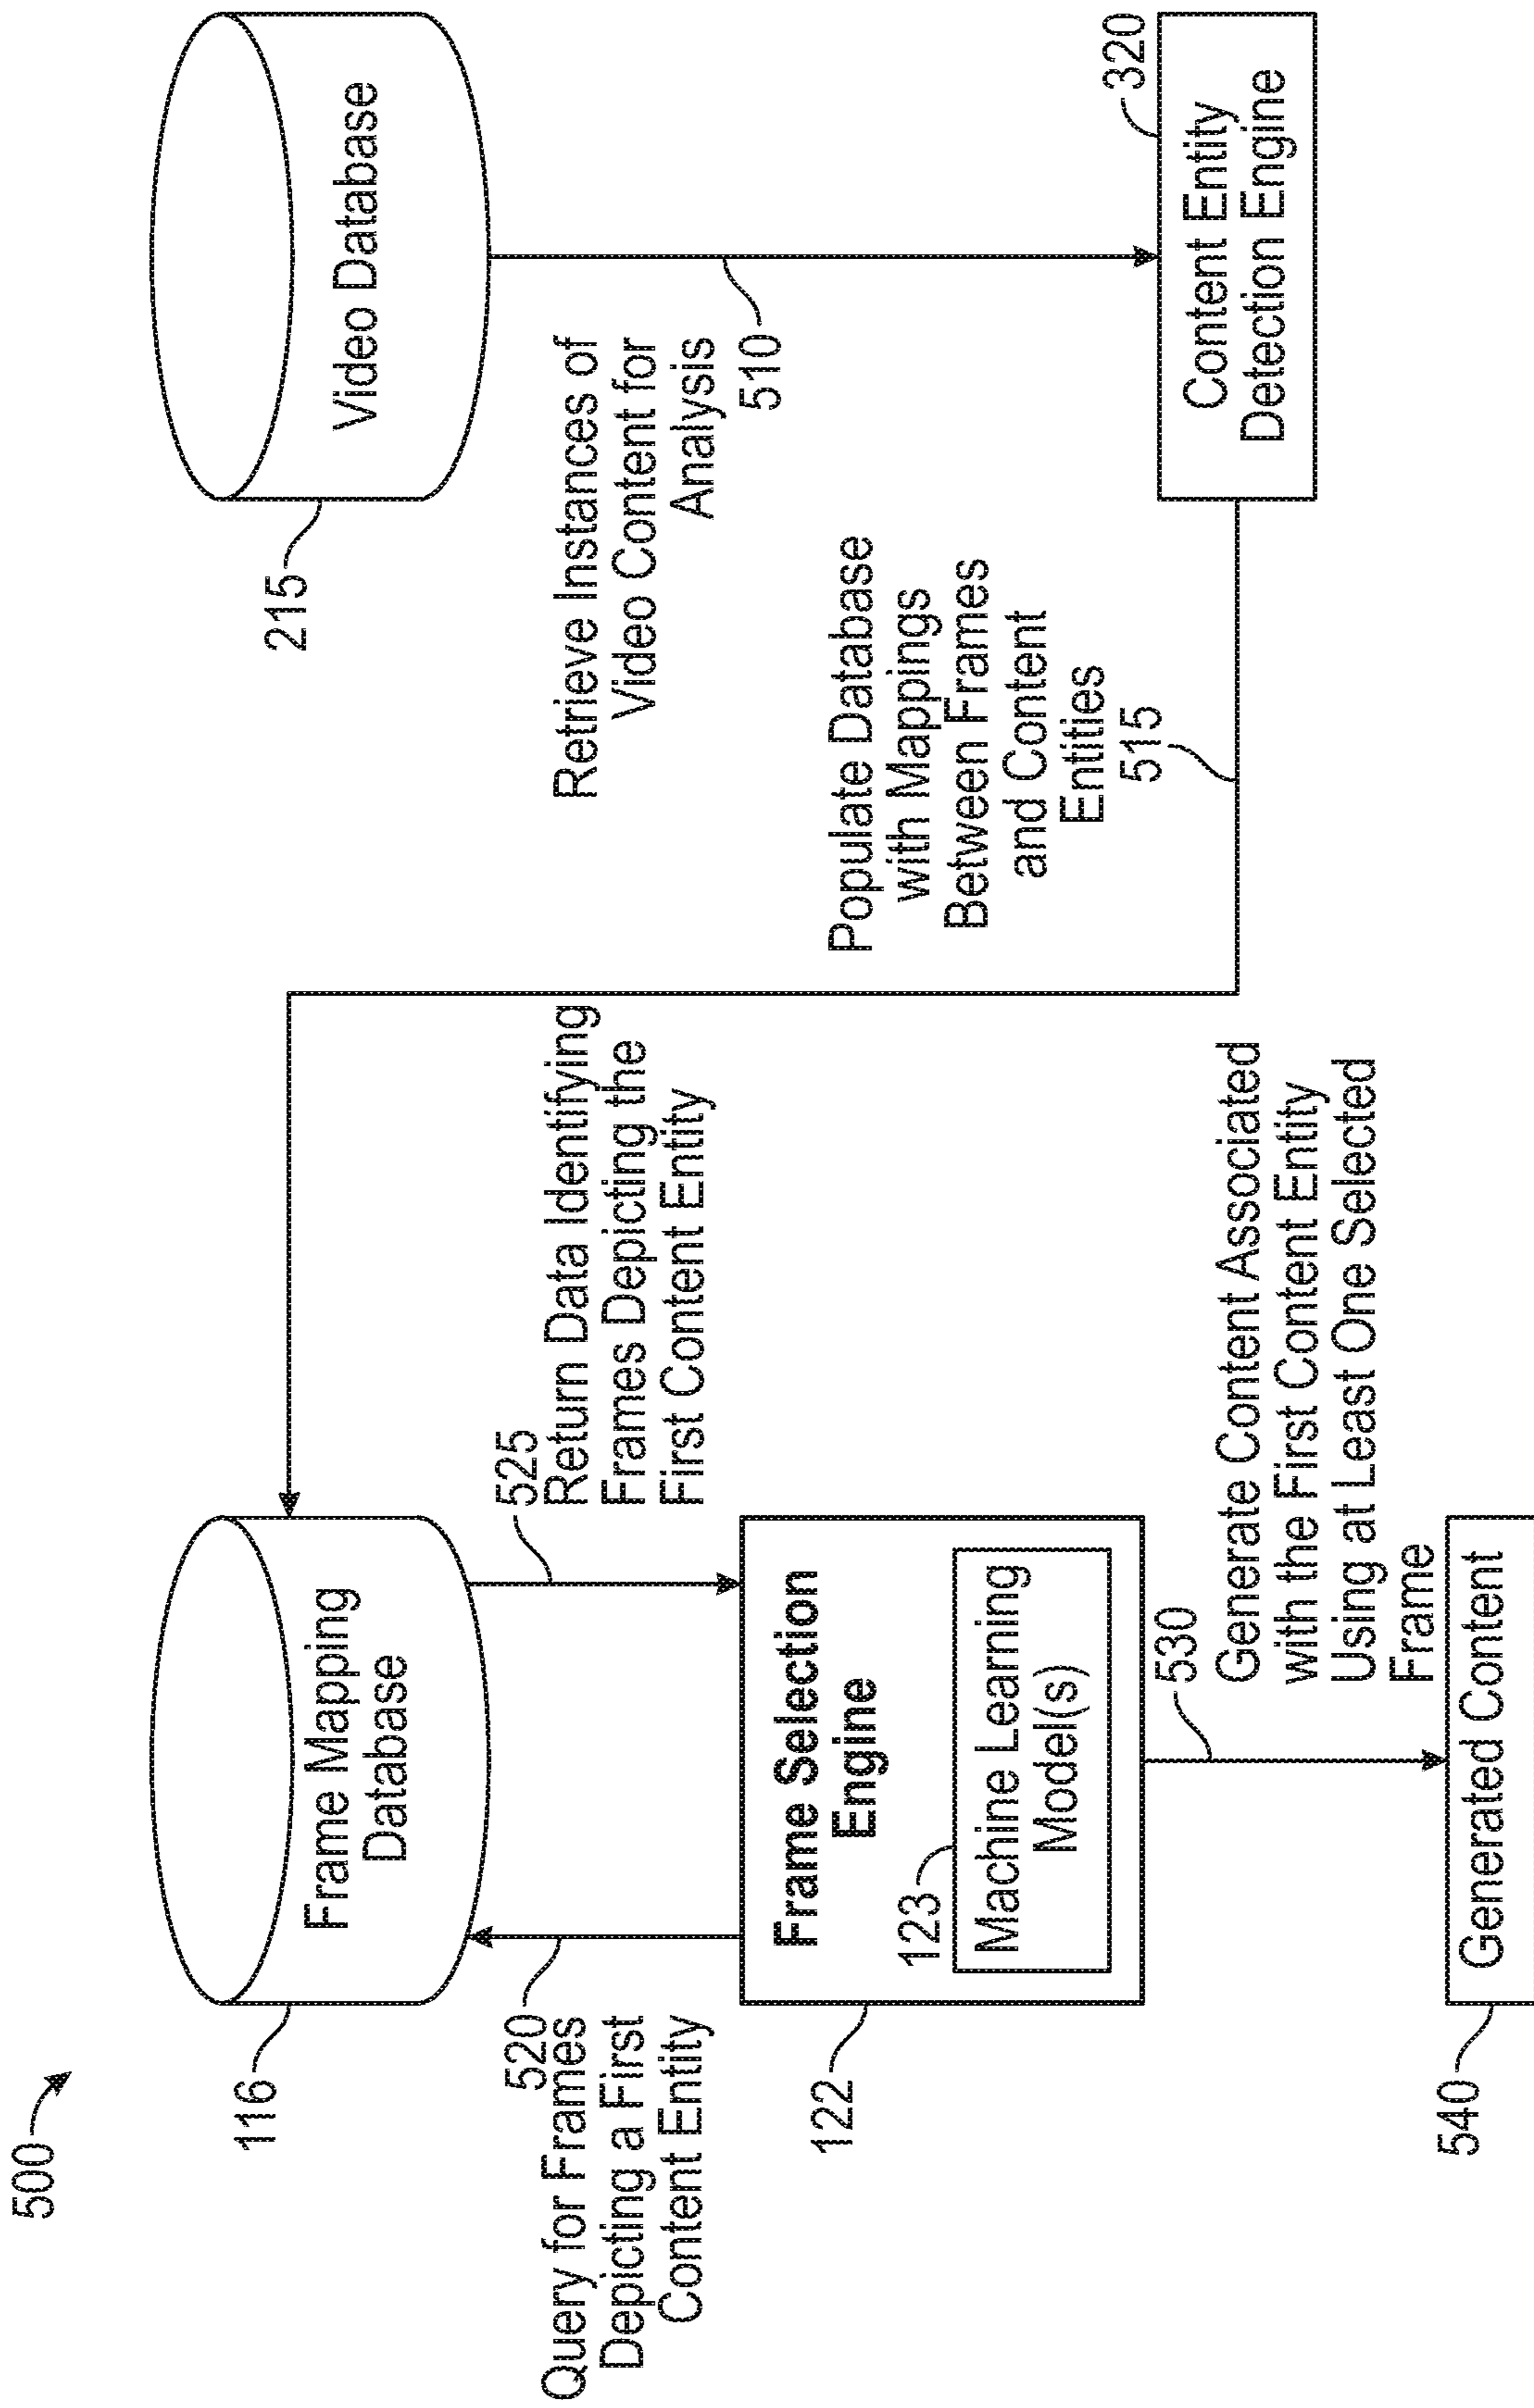 500
116
Frame Mapping
Database
215
Video Database
520
Query for Frames
Depicting a First
Content Entity
525
Return Data Identifying
Frames Depicting the
First Content Entity
Retrieve Instances of
Video Content for
Analysis
510
122
Frame Selection
Engine
123
Machine Learning
Model(s)
Populate Database
with Mappings
Between Frames
and Content
Entities
515
320
Content Entity
Detection Engine
530
Generate Content Associated
with the First Content Entity
Using at Least One Selected
Frame
540
Generated Content